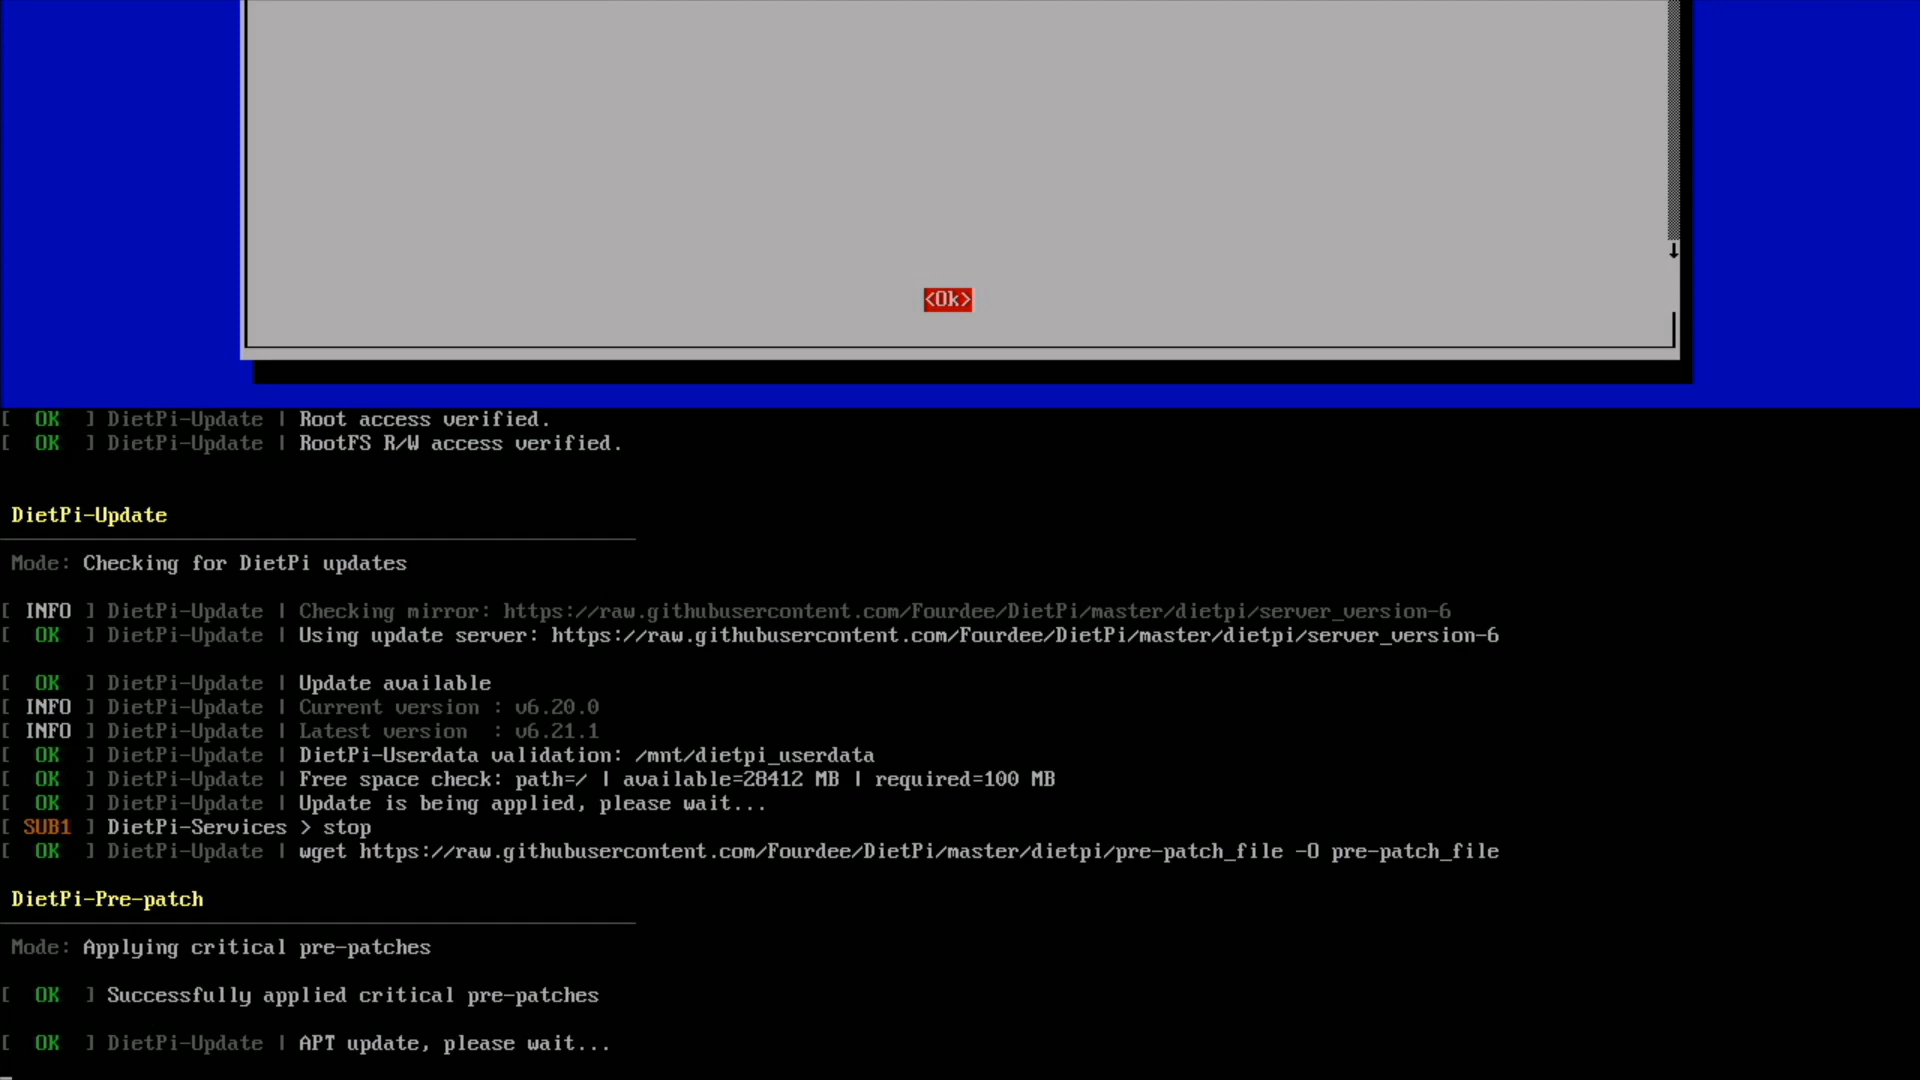 ↓
<Ok>
[  OK  ] DietPi-Update | Root access verified.
[  OK  ] DietPi-Update | RootFS R/W access verified.
DietPi-Update
Mode: Checking for DietPi updates
[ INFO ] DietPi-Update | Checking mirror: https://raw.githubusercontent.com/Fourdee/DietPi/master/dietpi/server_version-6
[  OK  ] DietPi-Update | Using update server: https://raw.githubusercontent.com/Fourdee/DietPi/master/dietpi/server_version-6
[  OK  ] DietPi-Update | Update available
[ INFO ] DietPi-Update | Current version : v6.20.0
[ INFO ] DietPi-Update | Latest version  : v6.21.1
[  OK  ] DietPi-Update | DietPi-Userdata validation: /mnt/dietpi_userdata
[  OK  ] DietPi-Update | Free space check: path=/ | available=28412 MB | required=100 MB
[  OK  ] DietPi-Update | Update is being applied, please wait...
[ SUB1 ] DietPi-Services > stop
[  OK  ] DietPi-Update | wget https://raw.githubusercontent.com/Fourdee/DietPi/master/dietpi/pre-patch_file -O pre-patch_file
DietPi-Pre-patch
Mode: Applying critical pre-patches
[  OK  ] Successfully applied critical pre-patches
[  OK  ] DietPi-Update | APT update, please wait...